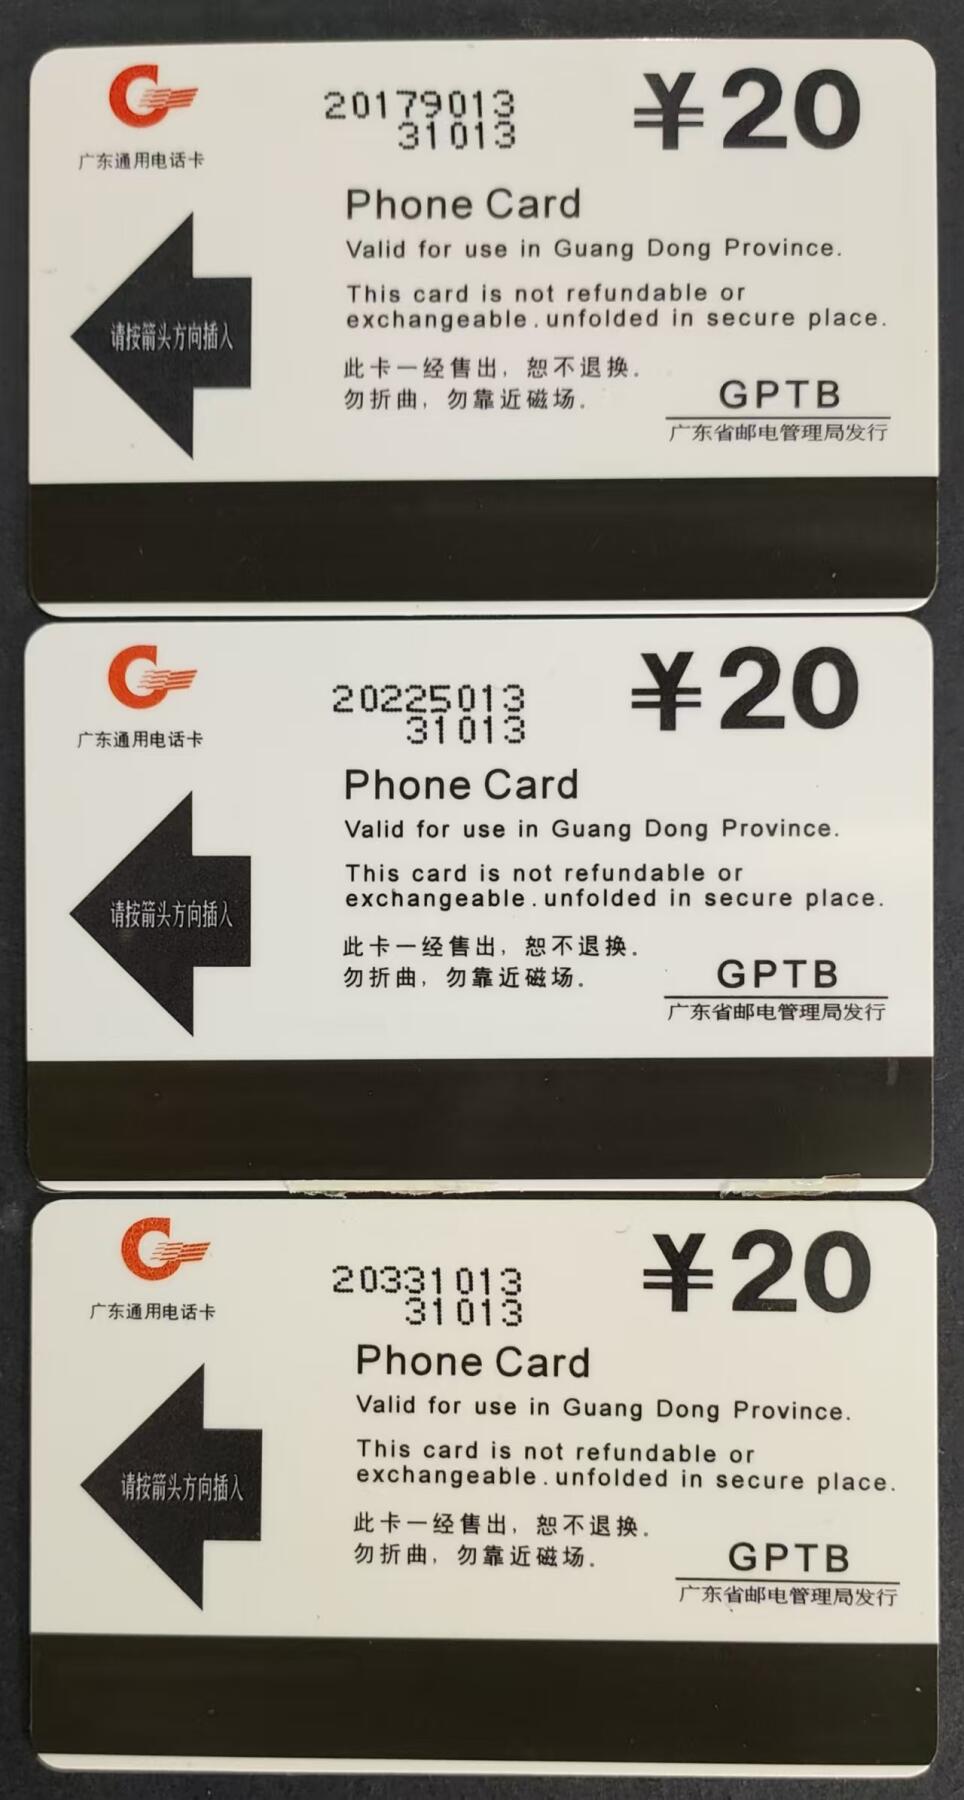 广东通用电话卡
20179013
31013
¥20
Phone Card
Valid for use in Guang Dong Province.
This card is not refundable or
exchangeable.unfolded in secure place.
请按箭头方向插入
此卡一经售出，恕不退换.
勿折曲，勿靠近磁场.
GPTB
广东省邮电管理局发行
广东通用电话卡
20225013
31013
¥20
Phone Card
Valid for use in Guang Dong Province.
This card is not refundable or
exchangeable.unfolded in secure place.
请按箭头方向插入
此卡一经售出，恕不退换.
勿折曲，勿靠近磁场.
GPTB
广东省邮电管理局发行
广东通用电话卡
20331013
31013
¥20
Phone Card
Valid for use in Guang Dong Province.
This card is not refundable or
exchangeable.unfolded in secure place.
请按箭头方向插入
此卡一经售出，恕不退换.
勿折曲，勿靠近磁场.
GPTB
广东省邮电管理局发行